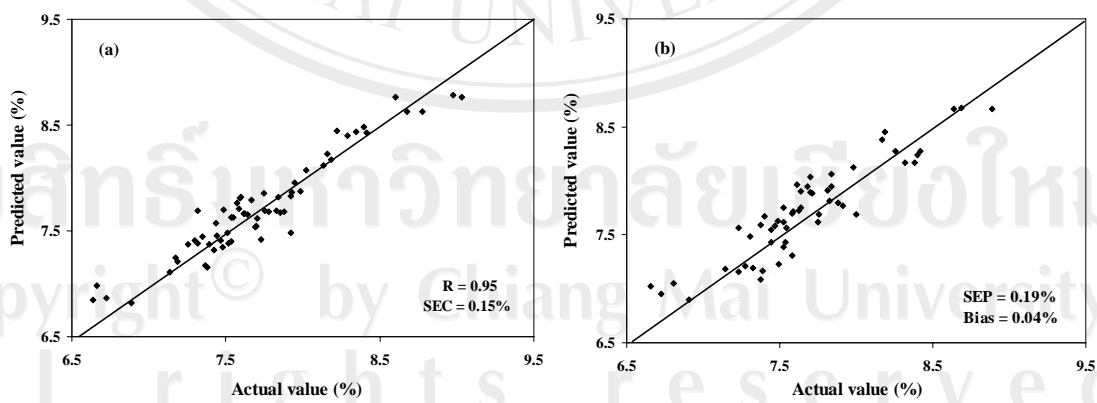 MAI UNIV
(a)
9.5
8.5
7.5
6.5
Predicted value (%)
R = 0.95
SEC = 0.15%
6.5 7.5 8.5 9.5
Actual value (%)
(b)
9.5
8.5
7.5
6.5
Predicted value (%)
SEP = 0.19%
Bias = 0.04%
6.5 7.5 8.5 9.5
Actual value (%)
สิทธิ์มหาวิทยาลัยเชียงใหม่
pyright © by Chiang Mai University
l rights reserved